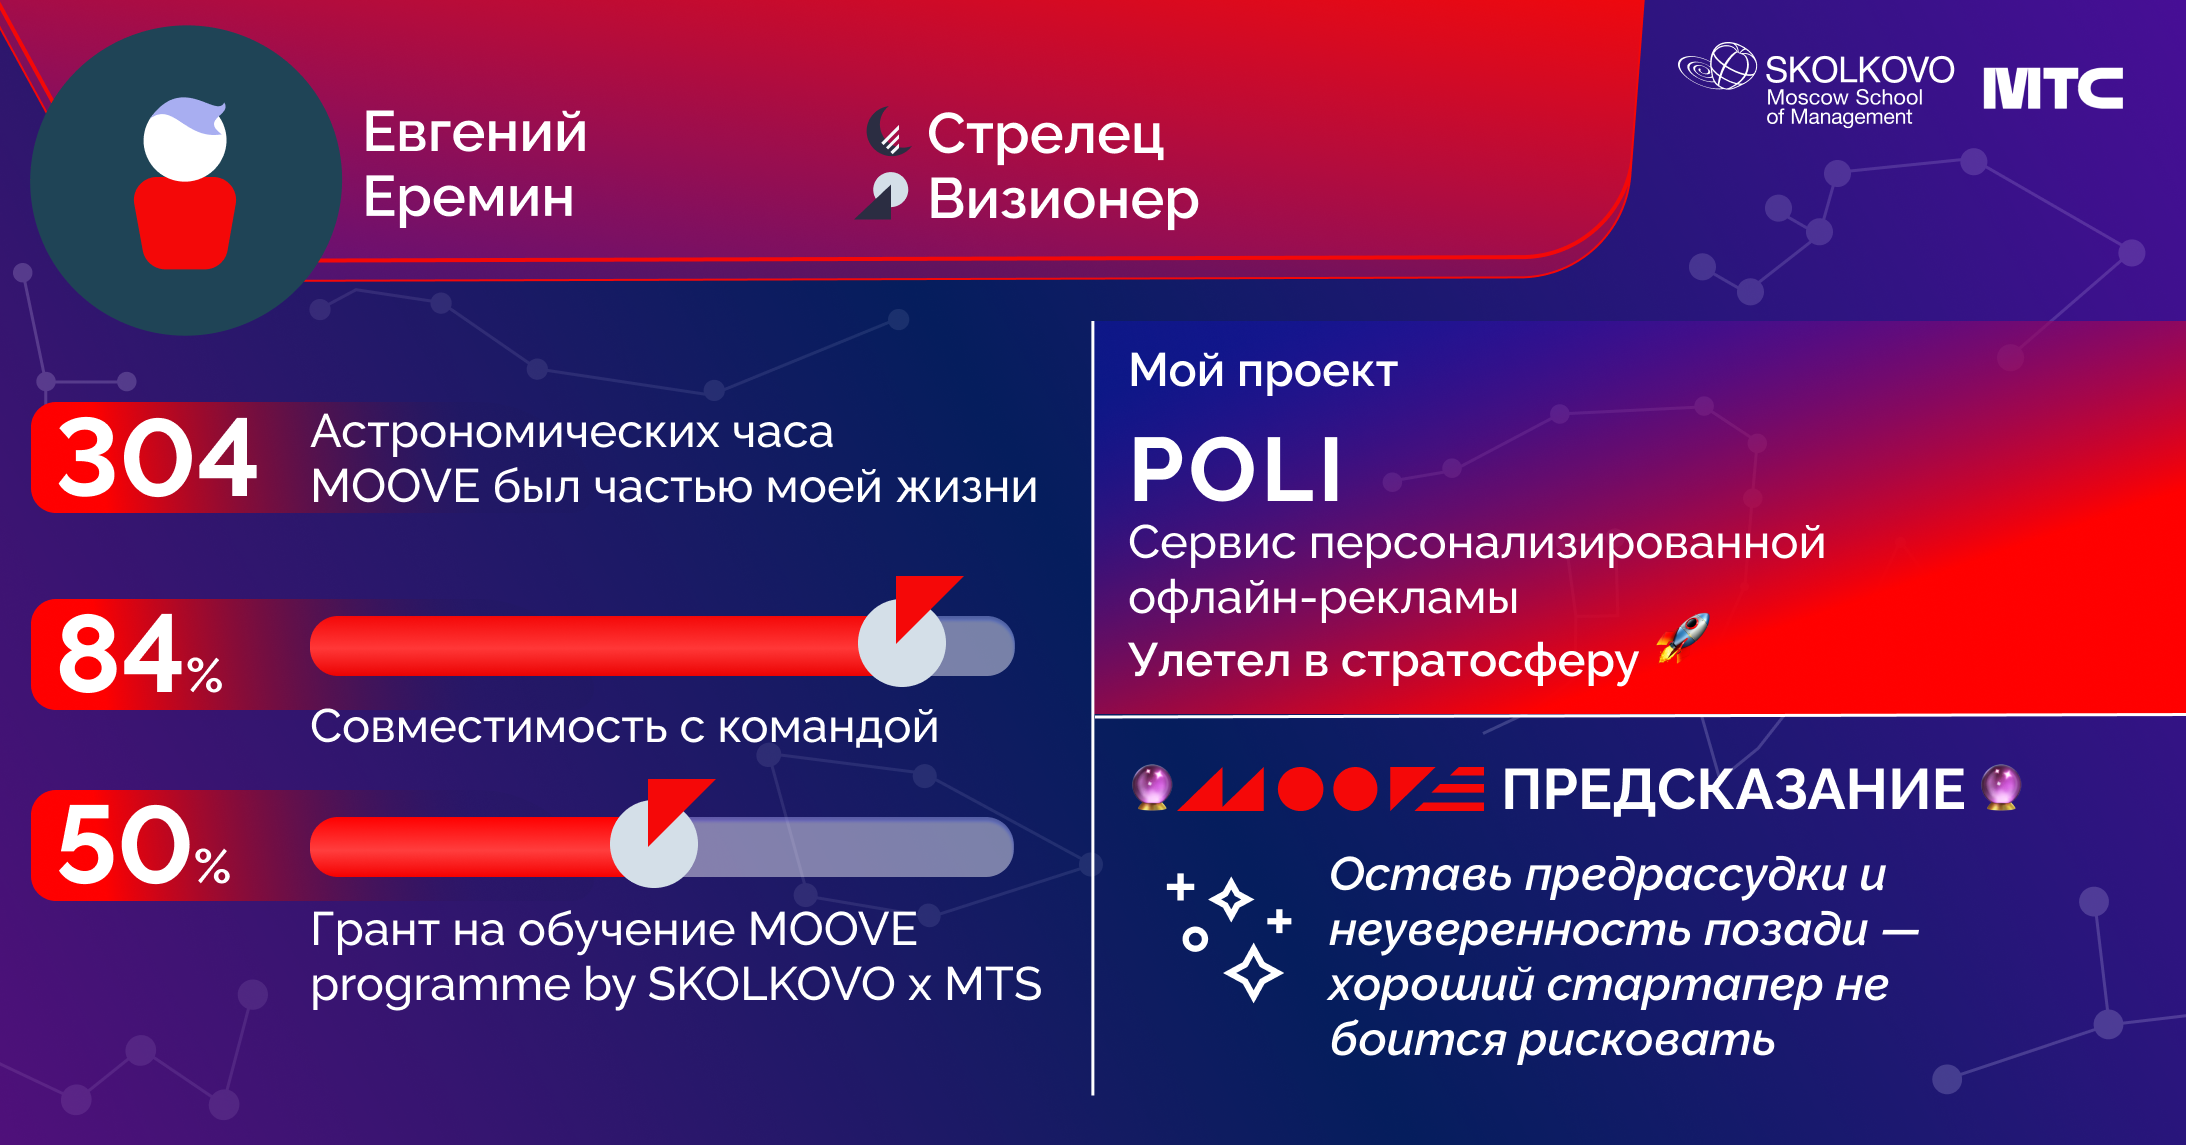 Евгений
Еремин
Стрелец
Визионер
SKOLKOVO
Moscow School
of Management
МТС
304
Астрономических часа
MOOVE был частью моей жизни
84%
Совместимость с командой
50%
Грант на обучение MOOVE
programme by SKOLKOVO x MTS
Мой проект
POLI
Сервис персонализированной
офлайн-рекламы
Улетел в стратосферу
MOOVE ПРЕДСКАЗАНИЕ
Оставь предрассудки и
неуверенность позади —
хороший стартапер не
боится рисковать